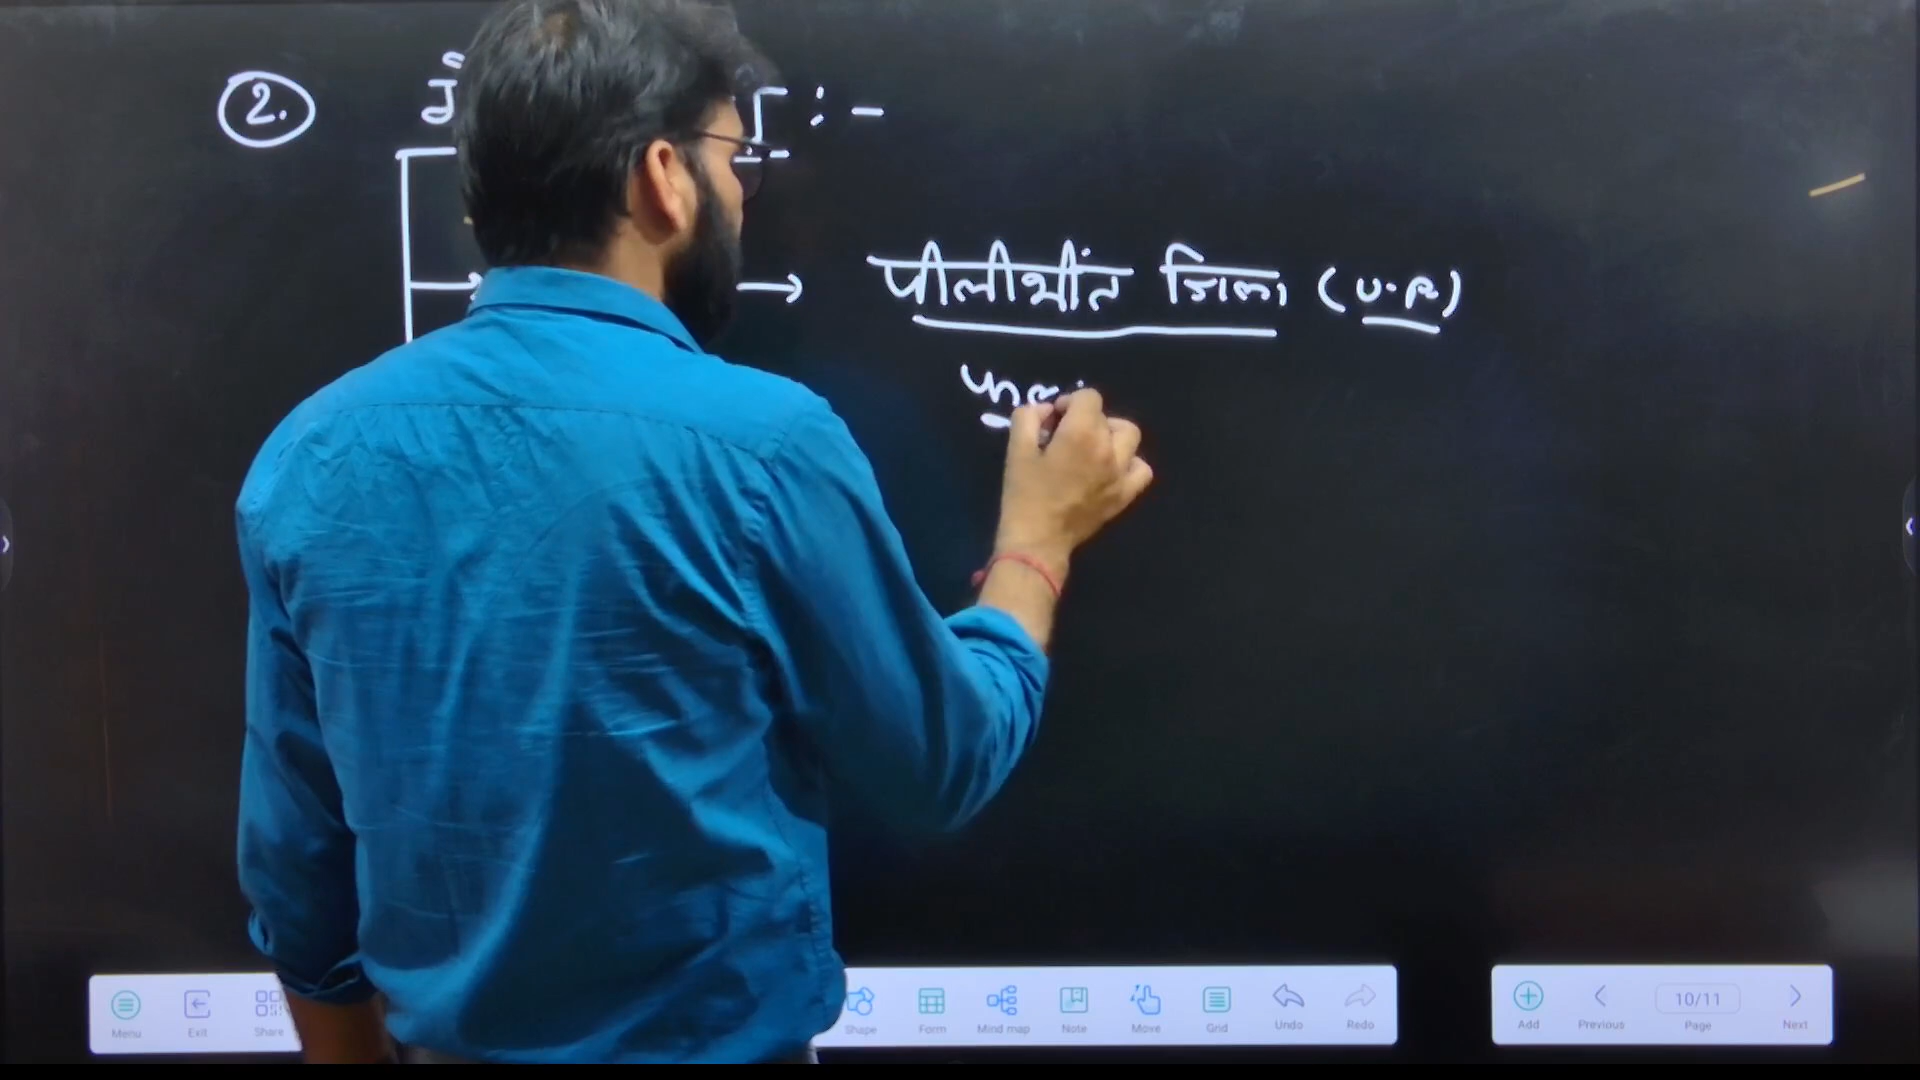 2. :-
पीलीभींत जिला (U.P)
Menu Exit Share Shape Form Mind map Note Move Grid Undo Redo Add Previous 10/11 Page Next